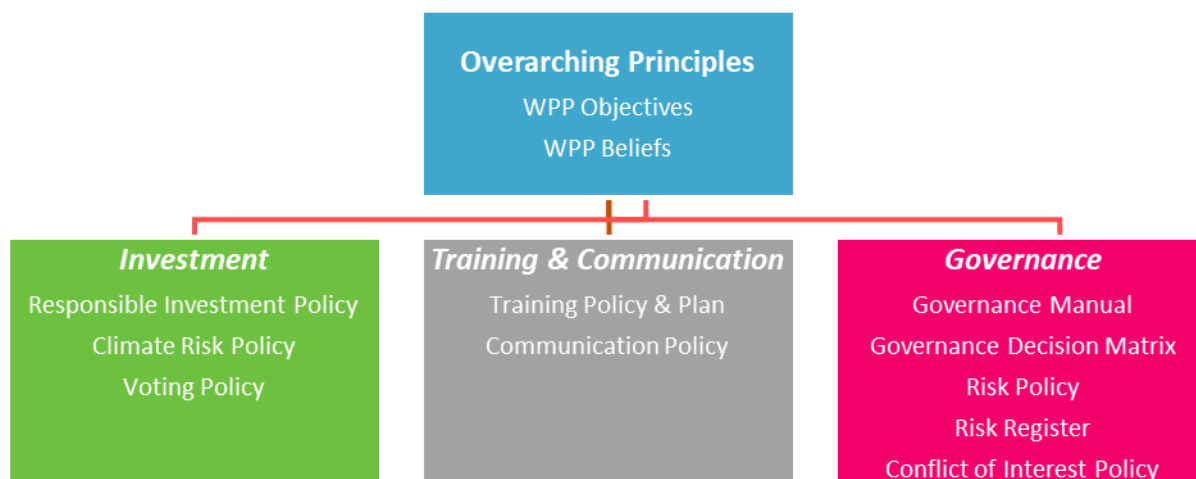 Overarching Principles
WPP Objectives
WPP Beliefs
Investment
Responsible Investment Policy
Climate Risk Policy
Voting Policy
Training & Communication
Training Policy & Plan
Communication Policy
Governance
Governance Manual
Governance Decision Matrix
Risk Policy
Risk Register
Conflict of Interest Policy